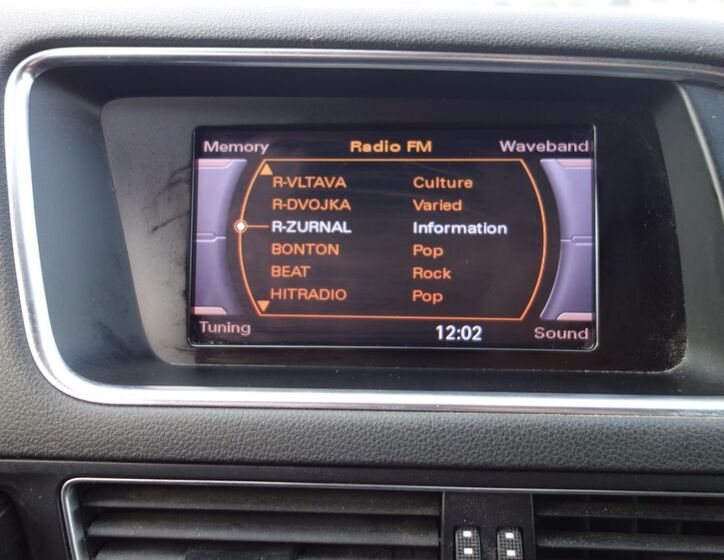 Memory Radio FM Waveband
R-VLTAVA Culture
R-DVOJKA Varied
R-ZURNAL Information
BONTON Pop
BEAT Rock
HITRADIO Pop
Tuning 12:02 Sound